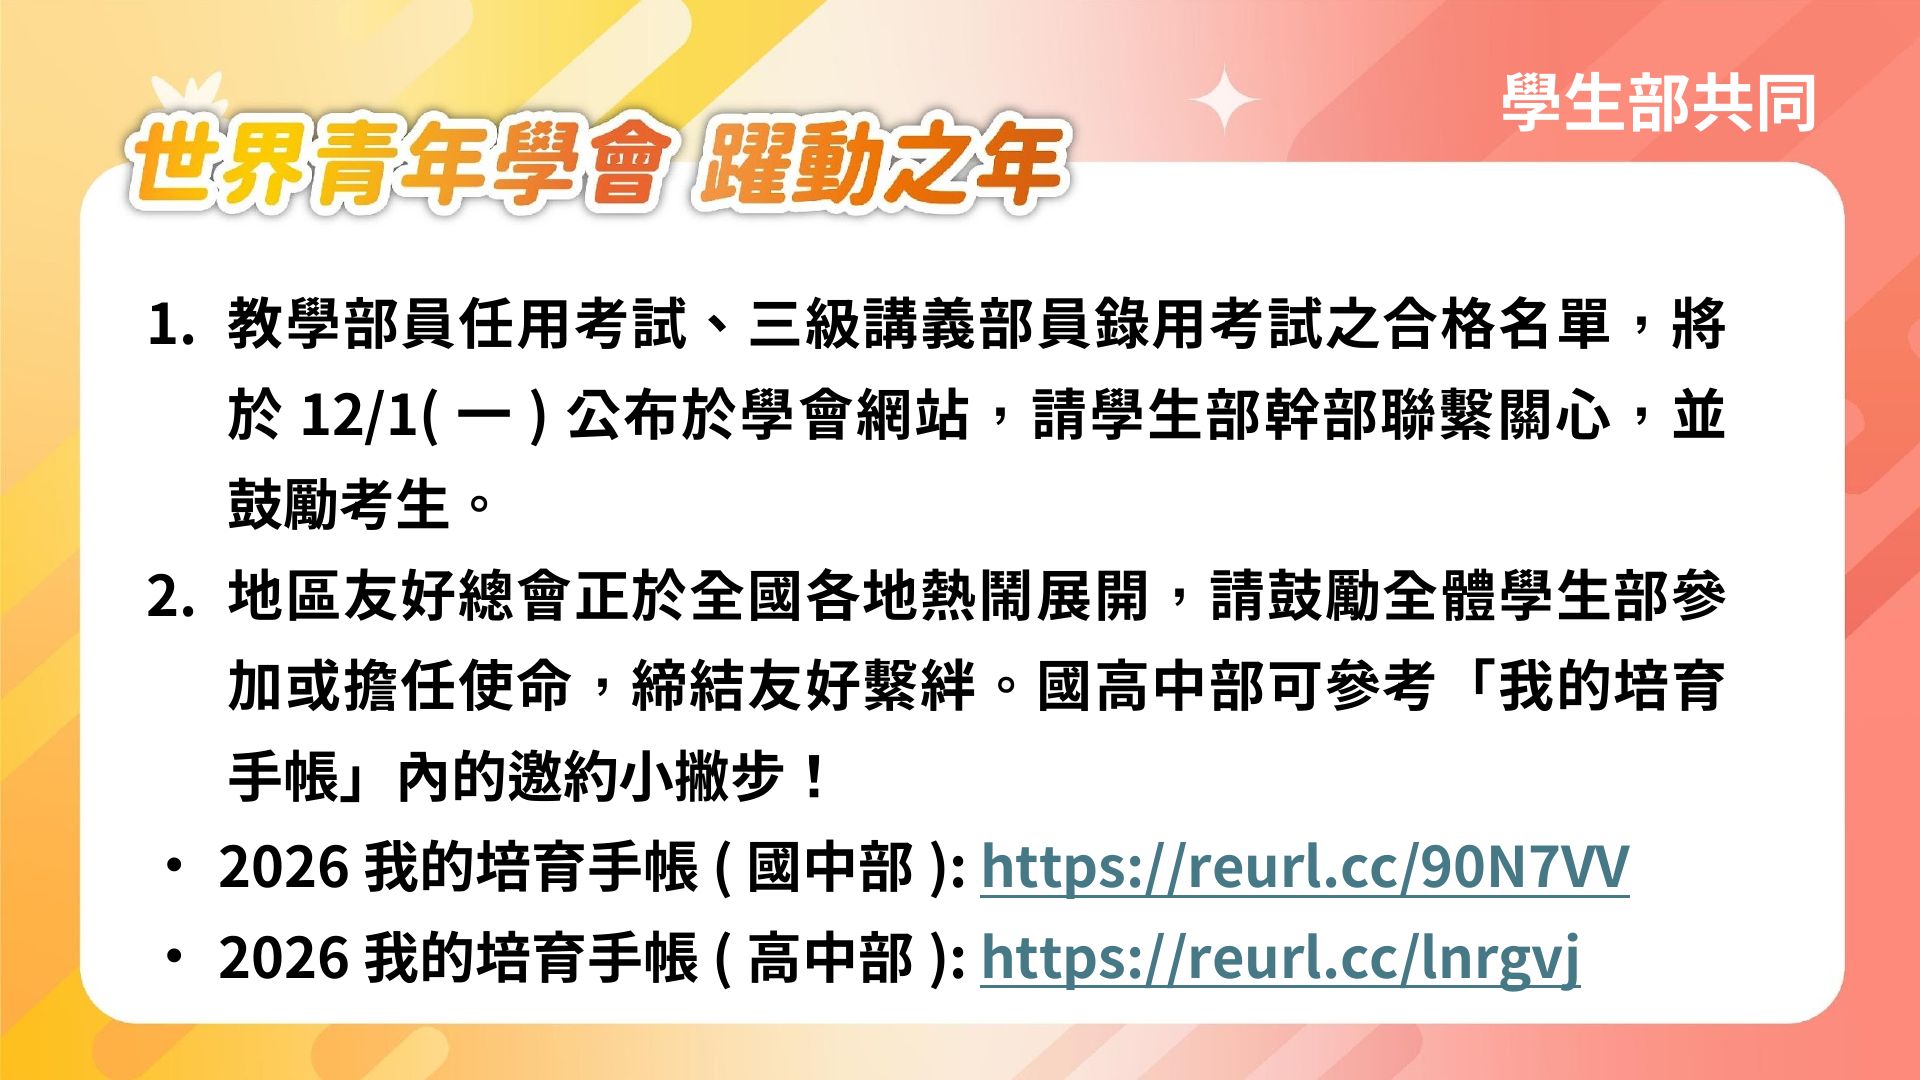 學生部共同
世界青年學會 躍動之年
1. 教學部員任用考試、三級講義部員錄用考試之合格名單，將
於 12/1( 一 ) 公布於學會網站，請學生部幹部聯繫關心，並
鼓勵考生。
2. 地區友好總會正於全國各地熱鬧展開，請鼓勵全體學生部參
加或擔任使命，締結友好繫絆。國高中部可參考「我的培育
手帳」內的邀約小撇步！
• 2026 我的培育手帳 ( 國中部 ): https://reurl.cc/90N7VV
• 2026 我的培育手帳 ( 高中部 ): https://reurl.cc/lnrgvj